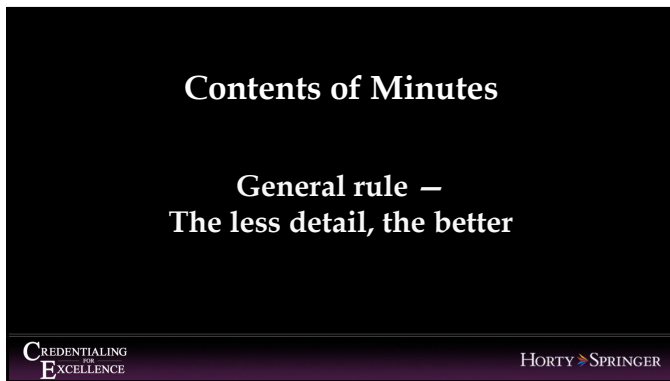 Contents of Minutes
General rule —
The less detail, the better
CREDENTIALING
FOR
EXCELLENCE
HORTY SPRINGER